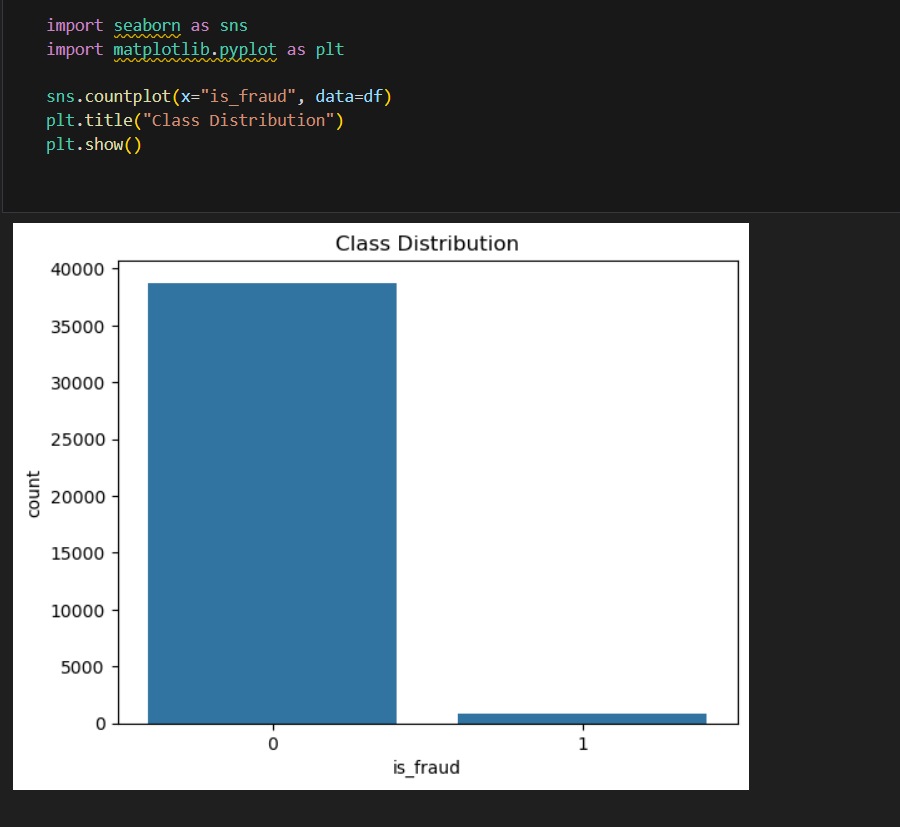 import seaborn as sns
import matplotlib.pyplot as plt
sns.countplot(x="is_fraud", data=df)
plt.title("Class Distribution")
plt.show()
Class Distribution
40000
35000
30000
25000
20000
15000
10000
5000
0
count
0 1
is_fraud